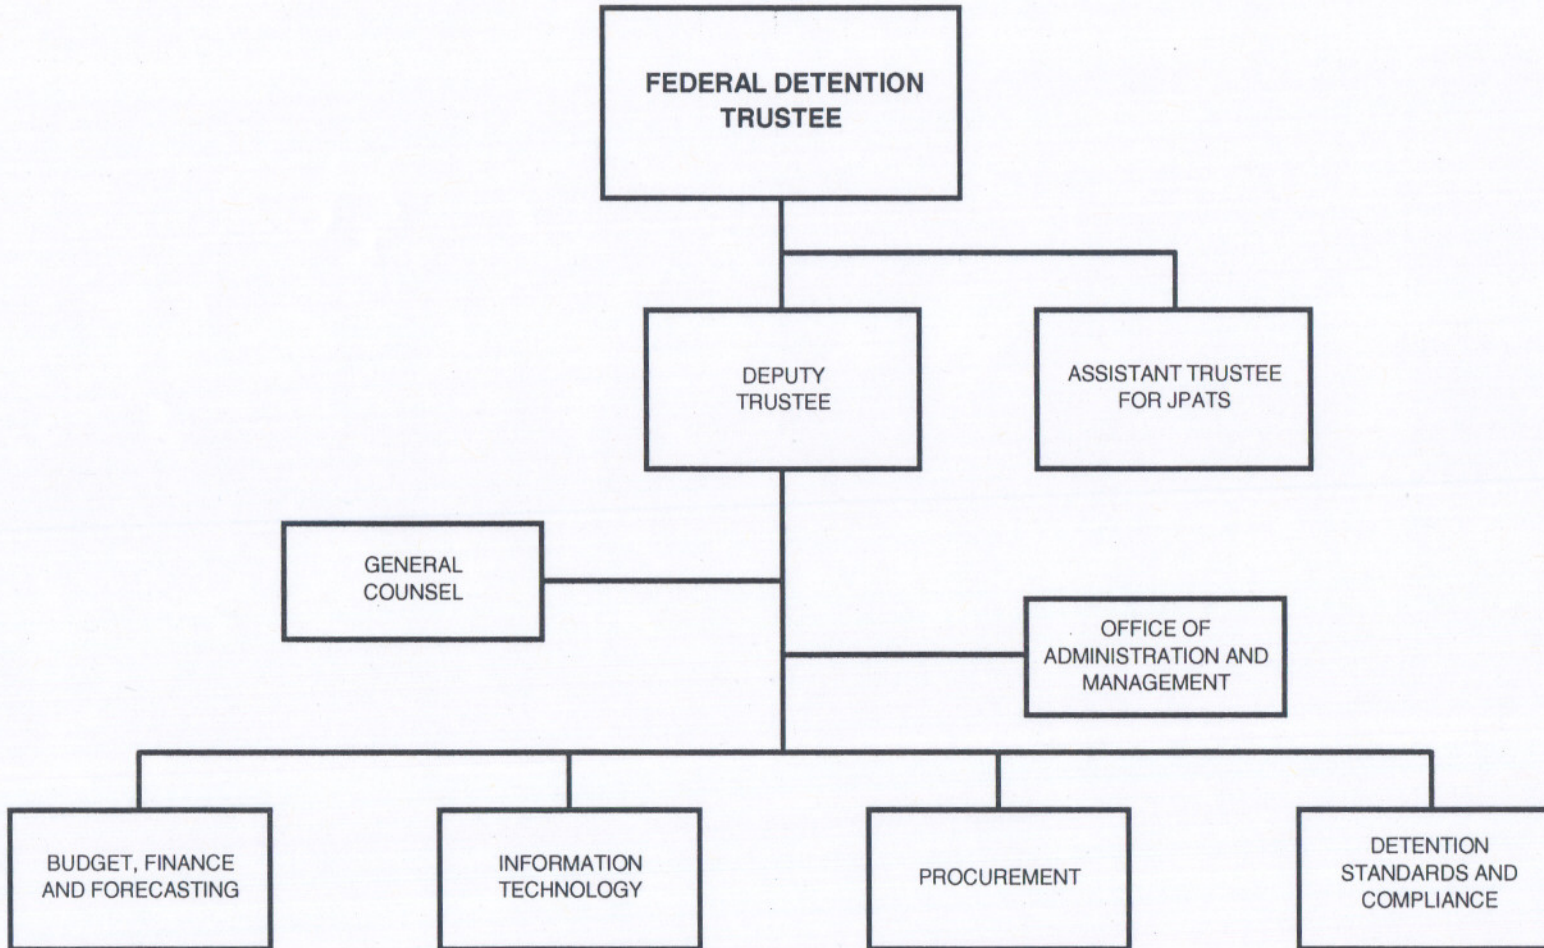 FEDERAL DETENTION
TRUSTEE
DEPUTY
TRUSTEE
ASSISTANT TRUSTEE
FOR JPATS
GENERAL
COUNSEL
OFFICE OF
ADMINISTRATION AND
MANAGEMENT
BUDGET, FINANCE
AND FORECASTING
INFORMATION
TECHNOLOGY
PROCUREMENT
DETENTION
STANDARDS AND
COMPLIANCE